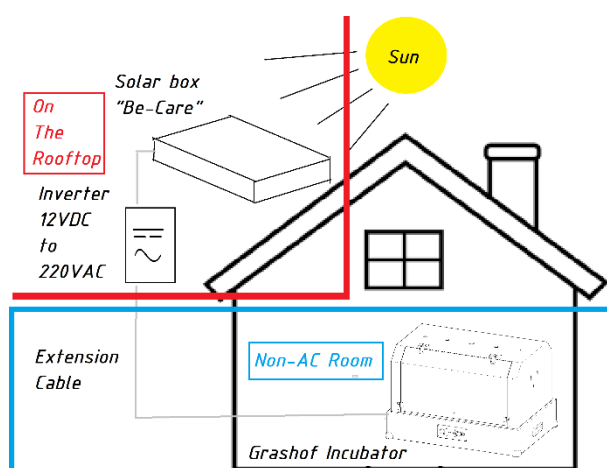 Sun
Solar box
"Be-Care"
On
The
Rooftop
Inverter
12VDC
to
220VAC
Extension
Cable
Non-AC Room
Grashof Incubator